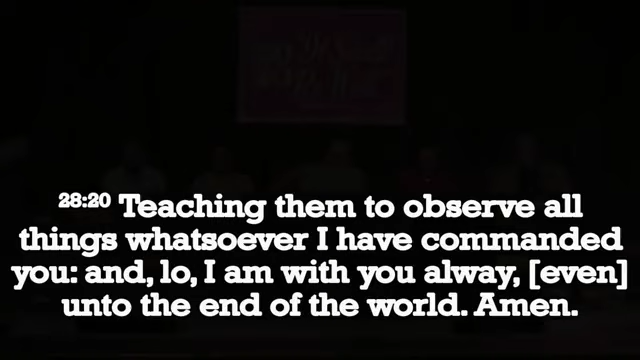 28:20 Teaching them to observe all
things whatsoever I have commanded
you: and, lo, I am with you alway, [even]
unto the end of the world. Amen.